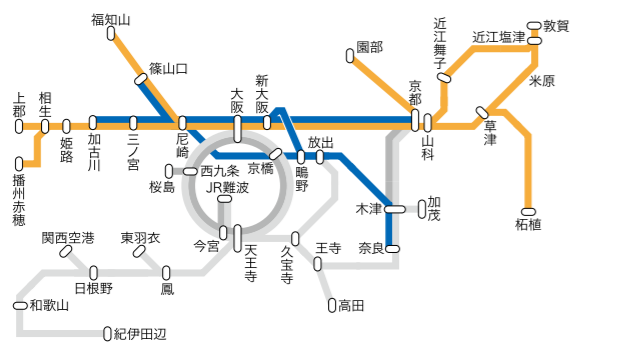 福知山
篠山口
園部
近江舞子
近江塩津
敦賀
米原
上郡
相生
姫路
加古川
三ノ宮
尼崎
大阪
新大阪
京都
山科
草津
播州赤穂
桜島
西九条
JR難波
京橋
鴫野
放出
木津
加茂
柘植
奈良
今宮
天王寺
久宝寺
王寺
高田
関西空港
東羽衣
日根野
鳳
和歌山
紀伊田辺